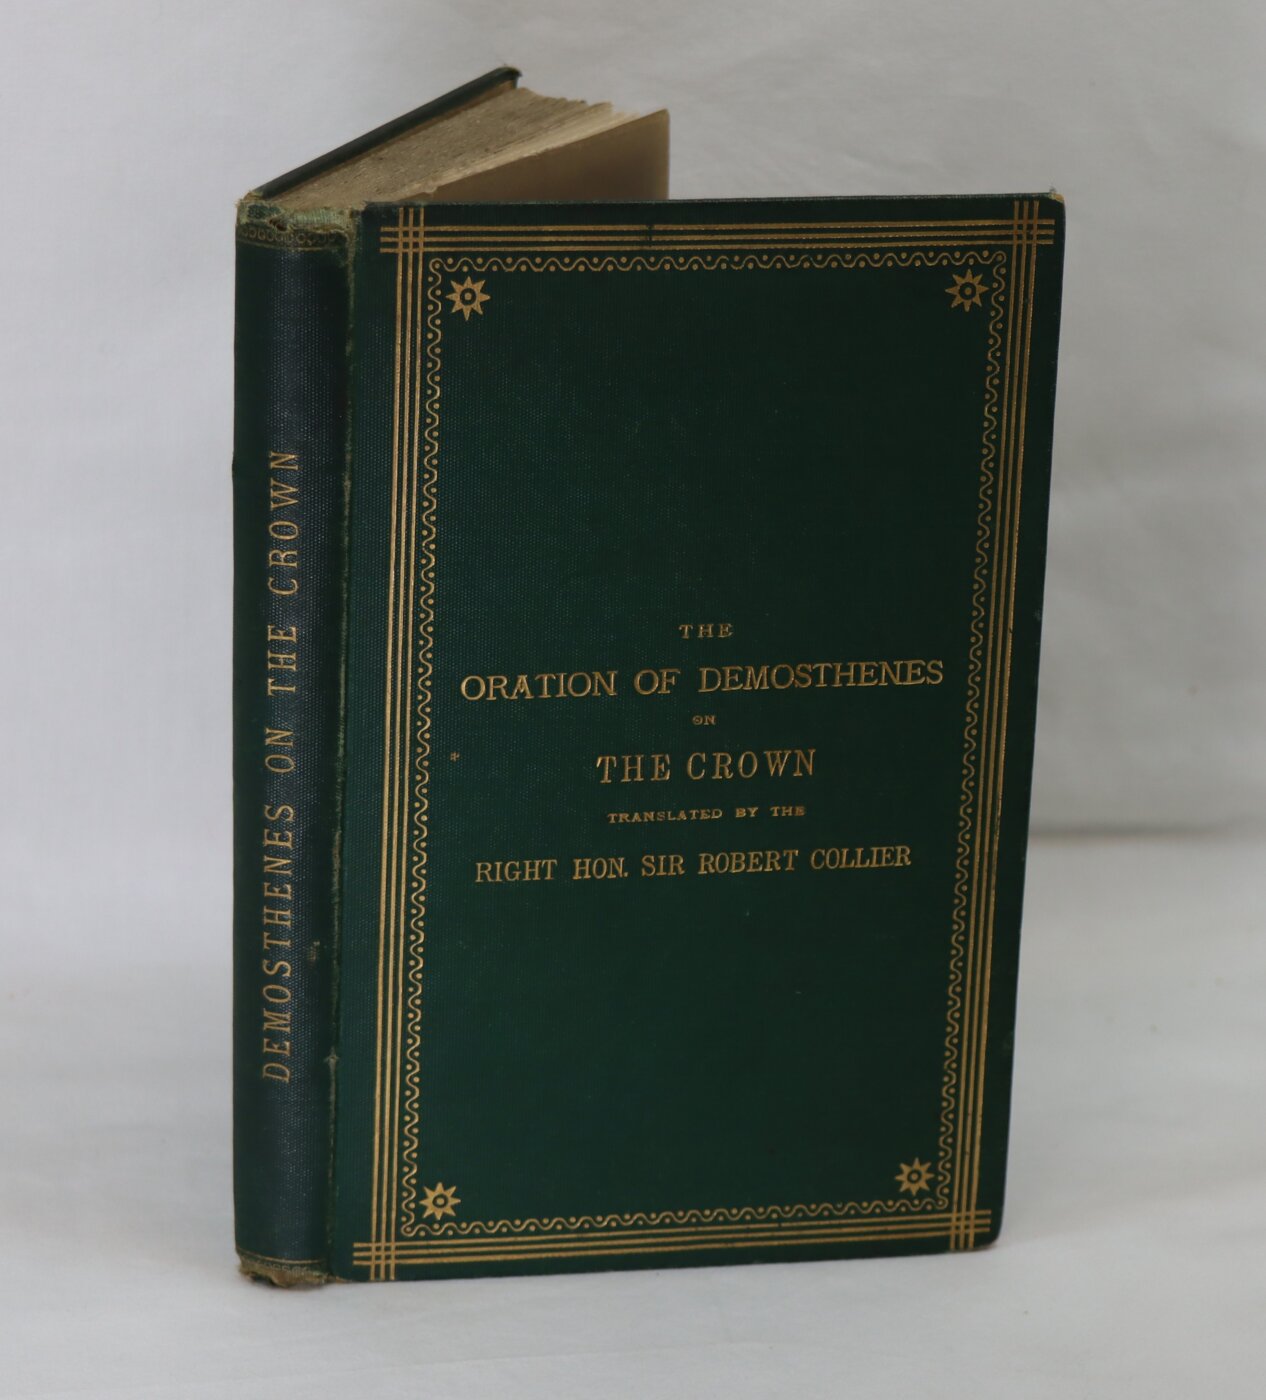 DEMOSTHENES ON THE CROWN
THE
ORATION OF DEMOSTHENES
ON
THE CROWN
TRANSLATED BY THE
RIGHT HON. SIR ROBERT COLLIER